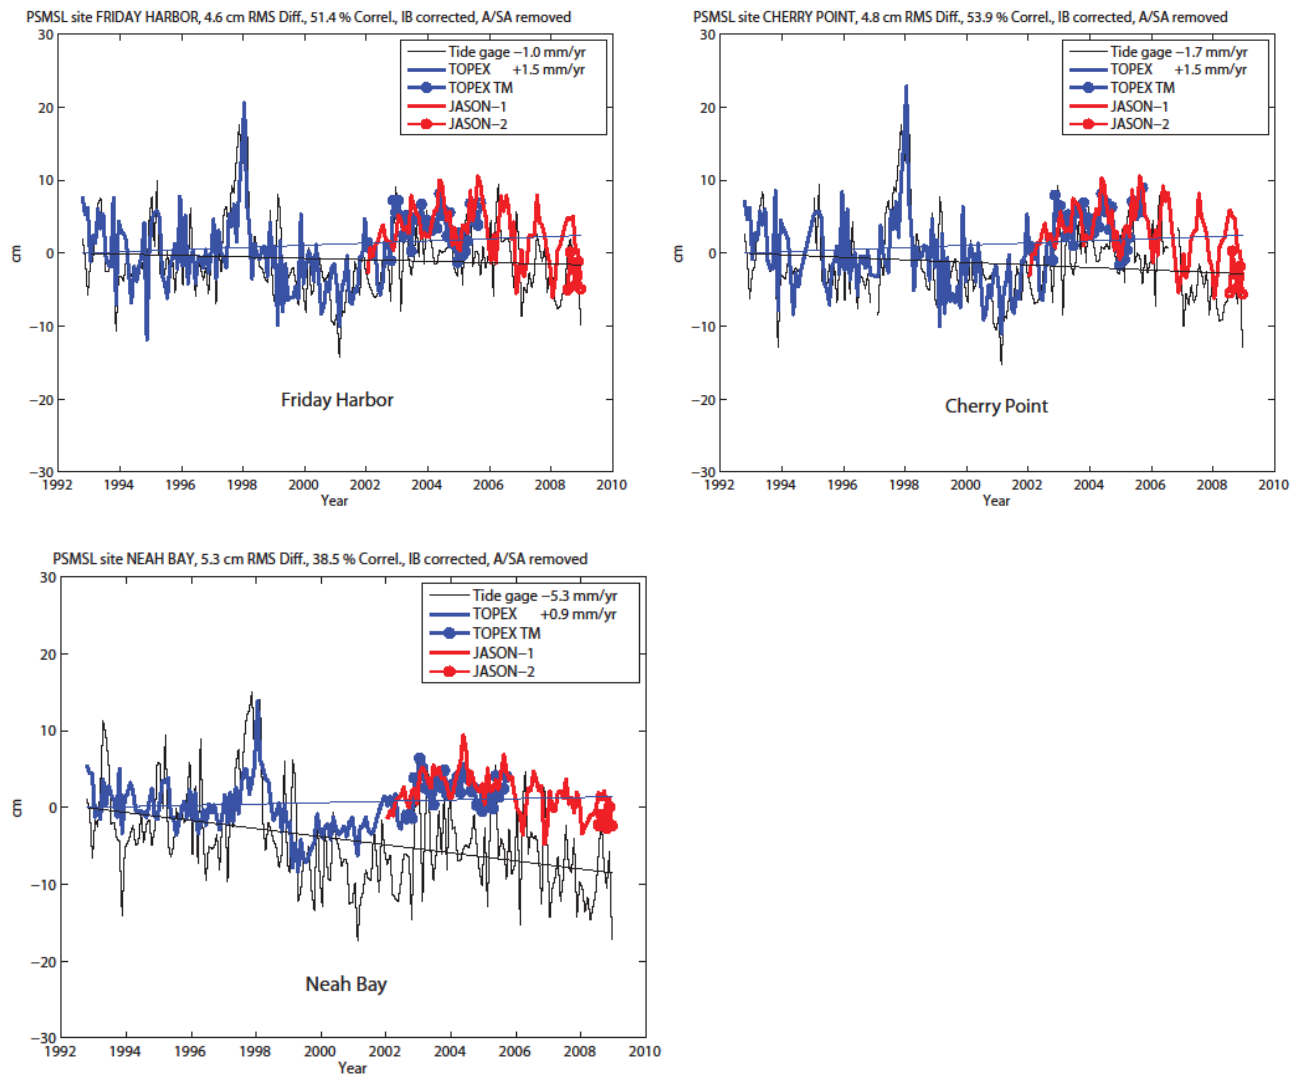 PSMSL site FRIDAY HARBOR, 4.6 cm RMS Diff., 51.4 % Correl., IB corrected, A/SA removed
30
20
10
0
−10
−20
−30
cm
Tide gage −1.0 mm/yr
TOPEX +1.5 mm/yr
TOPEX TM
JASON−1
JASON−2
Friday Harbor
1992 1994 1996 1998 2000 2002 2004 2006 2008 2010
Year
PSMSL site CHERRY POINT, 4.8 cm RMS Diff., 53.9 % Correl., IB corrected, A/SA removed
30
20
10
0
−10
−20
−30
cm
Tide gage −1.7 mm/yr
TOPEX +1.5 mm/yr
TOPEX TM
JASON−1
JASON−2
Cherry Point
1992 1994 1996 1998 2000 2002 2004 2006 2008 2010
Year
PSMSL site NEAH BAY, 5.3 cm RMS Diff., 38.5 % Correl., IB corrected, A/SA removed
30
20
10
0
−10
−20
−30
cm
Tide gage −5.3 mm/yr
TOPEX +0.9 mm/yr
TOPEX TM
JASON−1
JASON−2
Neah Bay
1992 1994 1996 1998 2000 2002 2004 2006 2008 2010
Year